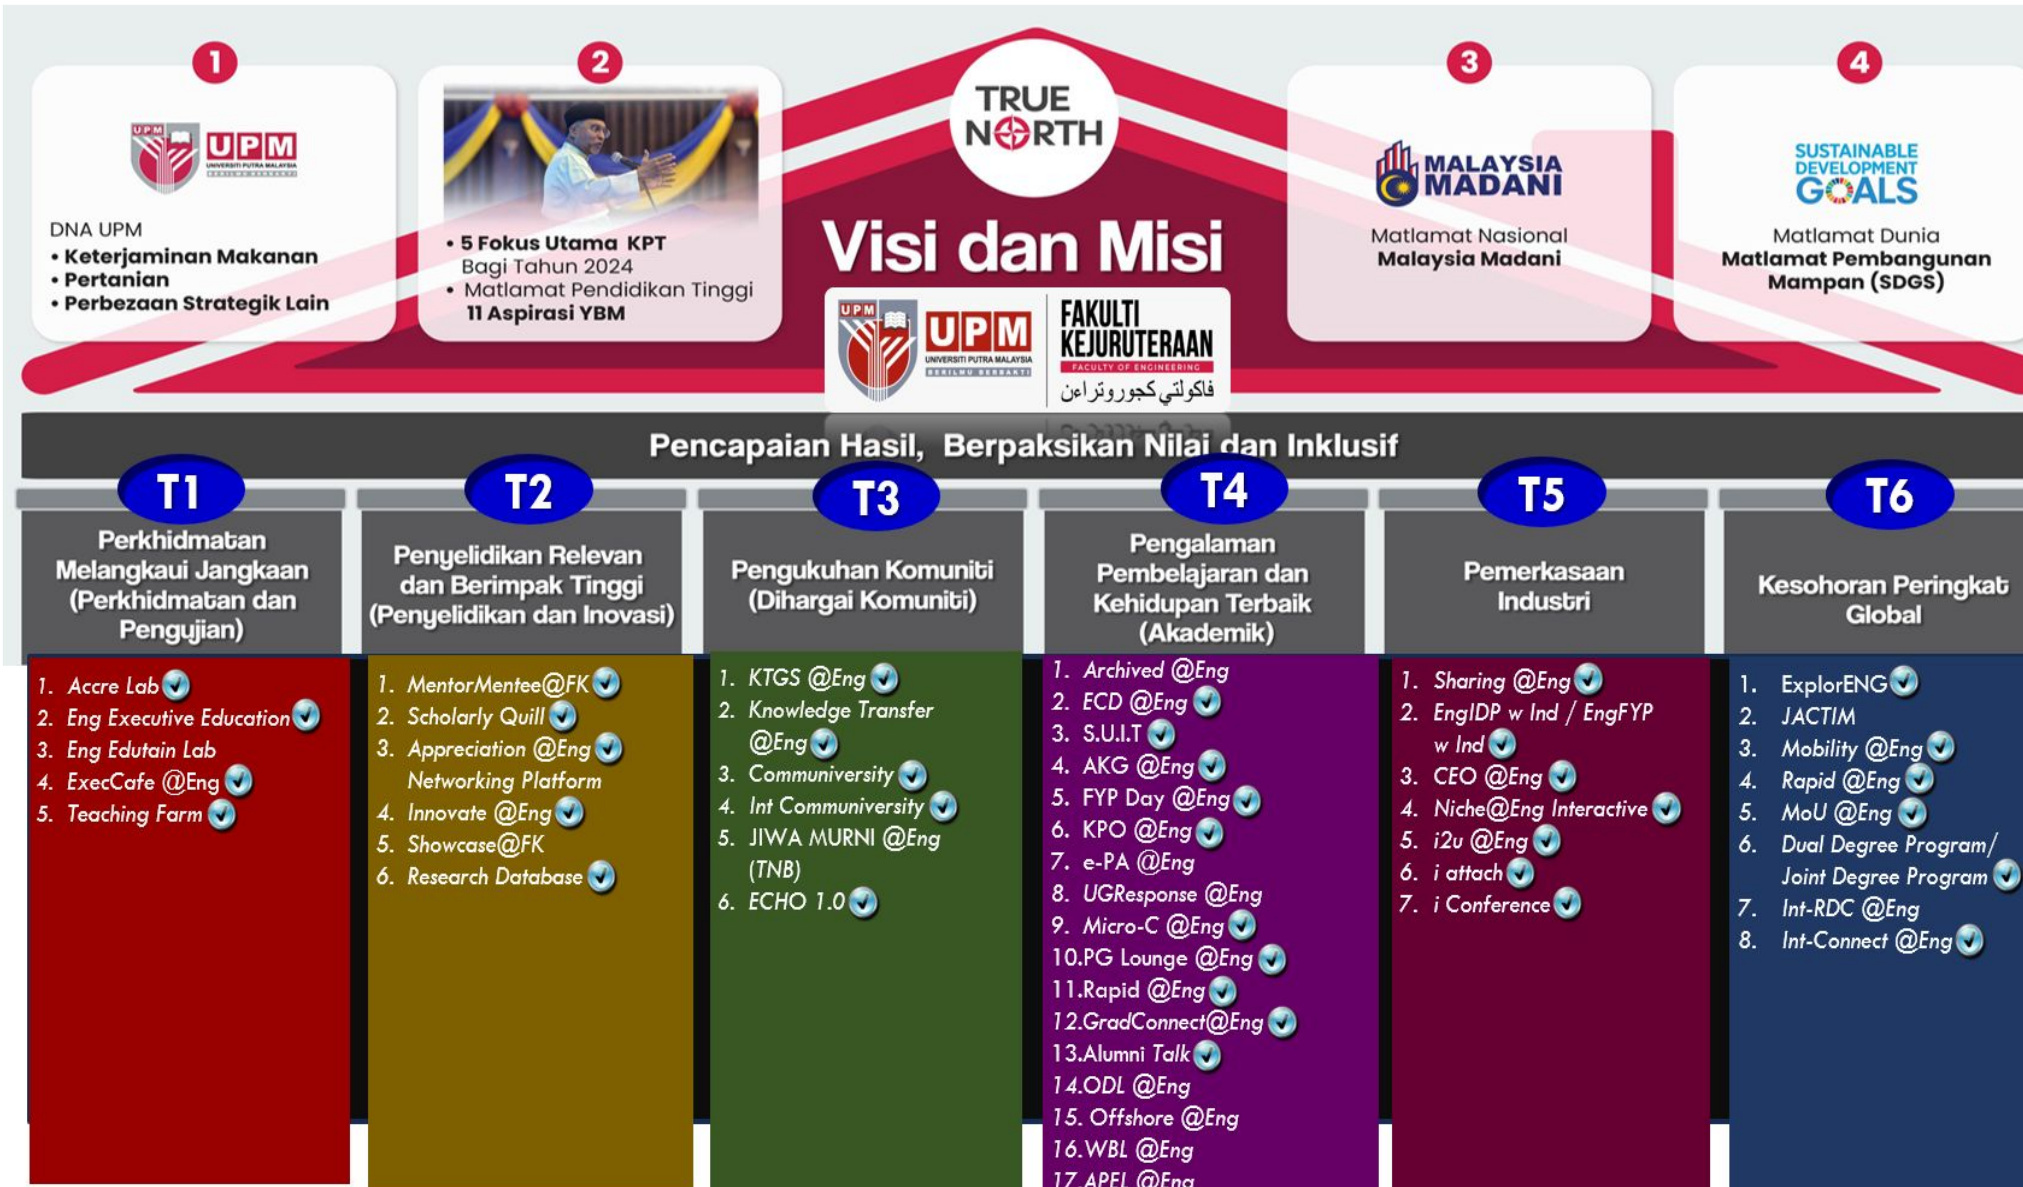 1
UPM
UPM
UNIVERSITI PUTRA MALAYSIA
BERILMU BERBAKTI
DNA UPM
• Keterjaminan Makanan
• Pertanian
• Perbezaan Strategik Lain
2
• 5 Fokus Utama KPT
Bagi Tahun 2024
• Matlamat Pendidikan Tinggi
11 Aspirasi YBM
TRUE
NORTH
Visi dan Misi
UPM
UPM
UNIVERSITI PUTRA MALAYSIA
BERILMU BERBAKTI
FAKULTI
KEJURUTERAAN
FACULTY OF ENGINEERING
فاكولتي كجوروتراءن
3
MALAYSIA
MADANI
Matlamat Nasional
Malaysia Madani
4
SUSTAINABLE
DEVELOPMENT
GOALS
Matlamat Dunia
Matlamat Pembangunan
Mampan (SDGS)
Pencapaian Hasil, Berpaksikan Nilai dan Inklusif
T1
Perkhidmatan
Melangkaui Jangkaan
(Perkhidmatan dan
Pengujian)
1. Accre Lab
2. Eng Executive Education
3. Eng Edutain Lab
4. ExecCafe @Eng
5. Teaching Farm
T2
Penyelidikan Relevan
dan Berimpak Tinggi
(Penyelidikan dan Inovasi)
1. MentorMentee@FK
2. Scholarly Quill
3. Appreciation @Eng
Networking Platform
4. Innovate @Eng
5. Showcase@FK
6. Research Database
T3
Pengukuhan Komuniti
(Dihargai Komuniti)
1. KTGS @Eng
2. Knowledge Transfer
@Eng
3. Communiversity
4. Int Communiversity
5. JIWA MURNI @Eng
(TNB)
6. ECHO 1.0
T4
Pengalaman
Pembelajaran dan
Kehidupan Terbaik
(Akademik)
1. Archived @Eng
2. ECD @Eng
3. S.U.I.T
4. AKG @Eng
5. FYP Day @Eng
6. KPO @Eng
7. e-PA @Eng
8. UGResponse @Eng
9. Micro-C @Eng
10.PG Lounge @Eng
11.Rapid @Eng
12.GradConnect@Eng
13.Alumni Talk
14.ODL @Eng
15. Offshore @Eng
16.WBL @Eng
17.APEL @Eng
T5
Pemerkasaan
Industri
1. Sharing @Eng
2. EngIDP w Ind / EngFYP
w Ind
3. CEO @Eng
4. Niche@Eng Interactive
5. i2u @Eng
6. i attach
7. i Conference
T6
Kesohoran Peringkat
Global
1. ExplorENG
2. JACTIM
3. Mobility @Eng
4. Rapid @Eng
5. MoU @Eng
6. Dual Degree Program/
Joint Degree Program
7. Int-RDC @Eng
8. Int-Connect @Eng